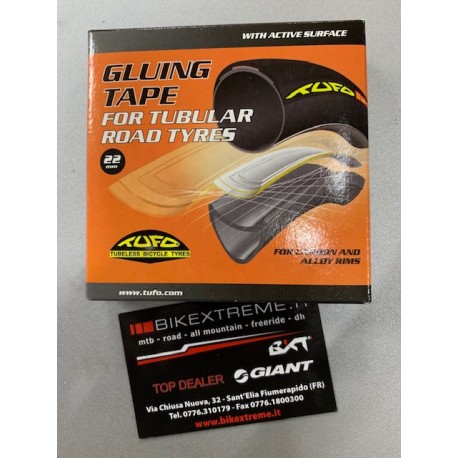 WITH ACTIVE SURFACE
GLUING
TAPE
FOR TUBULAR
ROAD TYRES
TUFO
22
mm
TUFO
TUBELESS BICYCLE TYRES
FOR CARBON AND
ALLOY RIMS
www.tufo.com
BIKEXTREME.IT
mtb - road - all mountain - freeride - dh
BXT
TOP DEALER GIANT
Via Chiusa Nuova, 32 - Sant'Elia Fiumerapido (FR)
Tel. 0776.310179 - Fax 0776.1800300
www.bikextreme.it